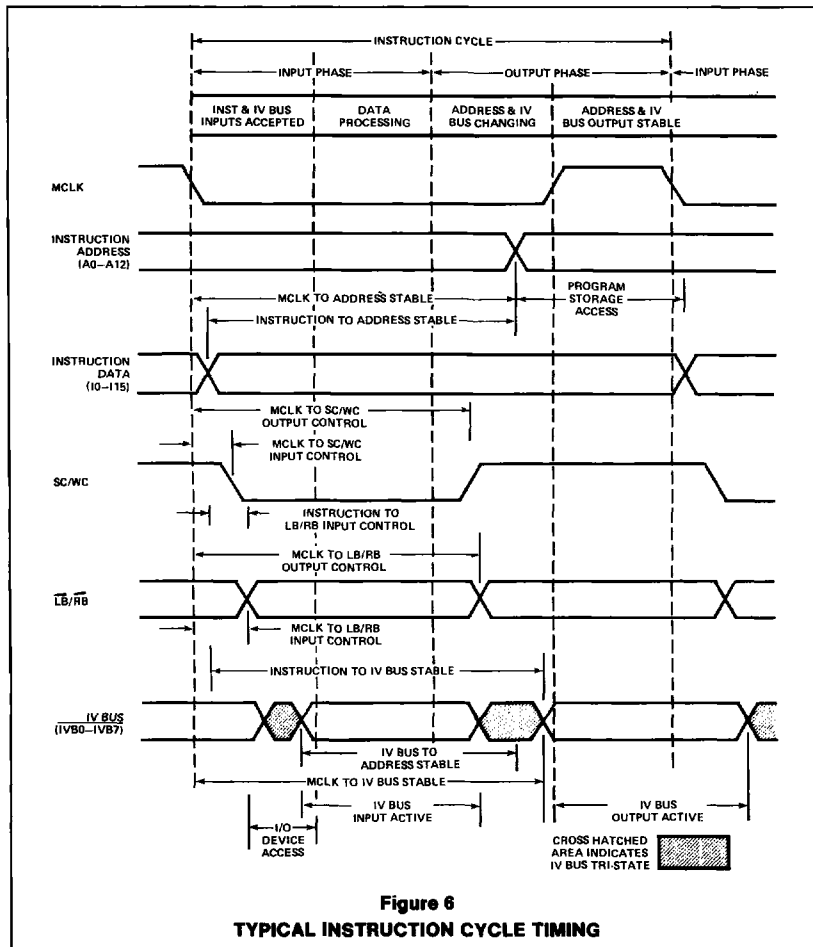 INSTRUCTION CYCLE
INPUT PHASE
OUTPUT PHASE
INPUT PHASE
INST & IV BUS
INPUTS ACCEPTED
DATA
PROCESSING
ADDRESS & IV
BUS CHANGING
ADDRESS & IV
BUS OUTPUT STABLE
MCLK
INSTRUCTION
ADDRESS
(A0–A12)
MCLK TO ADDRESS STABLE
PROGRAM
STORAGE
ACCESS
INSTRUCTION TO ADDRESS STABLE
INSTRUCTION
DATA
(I0–I15)
MCLK TO SC/WC
OUTPUT CONTROL
MCLK TO SC/WC
INPUT CONTROL
SC/WC
INSTRUCTION TO
LB/RB INPUT CONTROL
MCLK TO LB/RB
OUTPUT CONTROL
LB/RB
MCLK TO LB/RB
INPUT CONTROL
INSTRUCTION TO IV BUS STABLE
IV BUS
(IVB0–IVB7)
IV BUS TO
ADDRESS STABLE
MCLK TO IV BUS STABLE
IV BUS
INPUT ACTIVE
IV BUS
OUTPUT ACTIVE
I/O
DEVICE
ACCESS
CROSS HATCHED
AREA INDICATES
IV BUS TRI-STATE
Figure 6
TYPICAL INSTRUCTION CYCLE TIMING